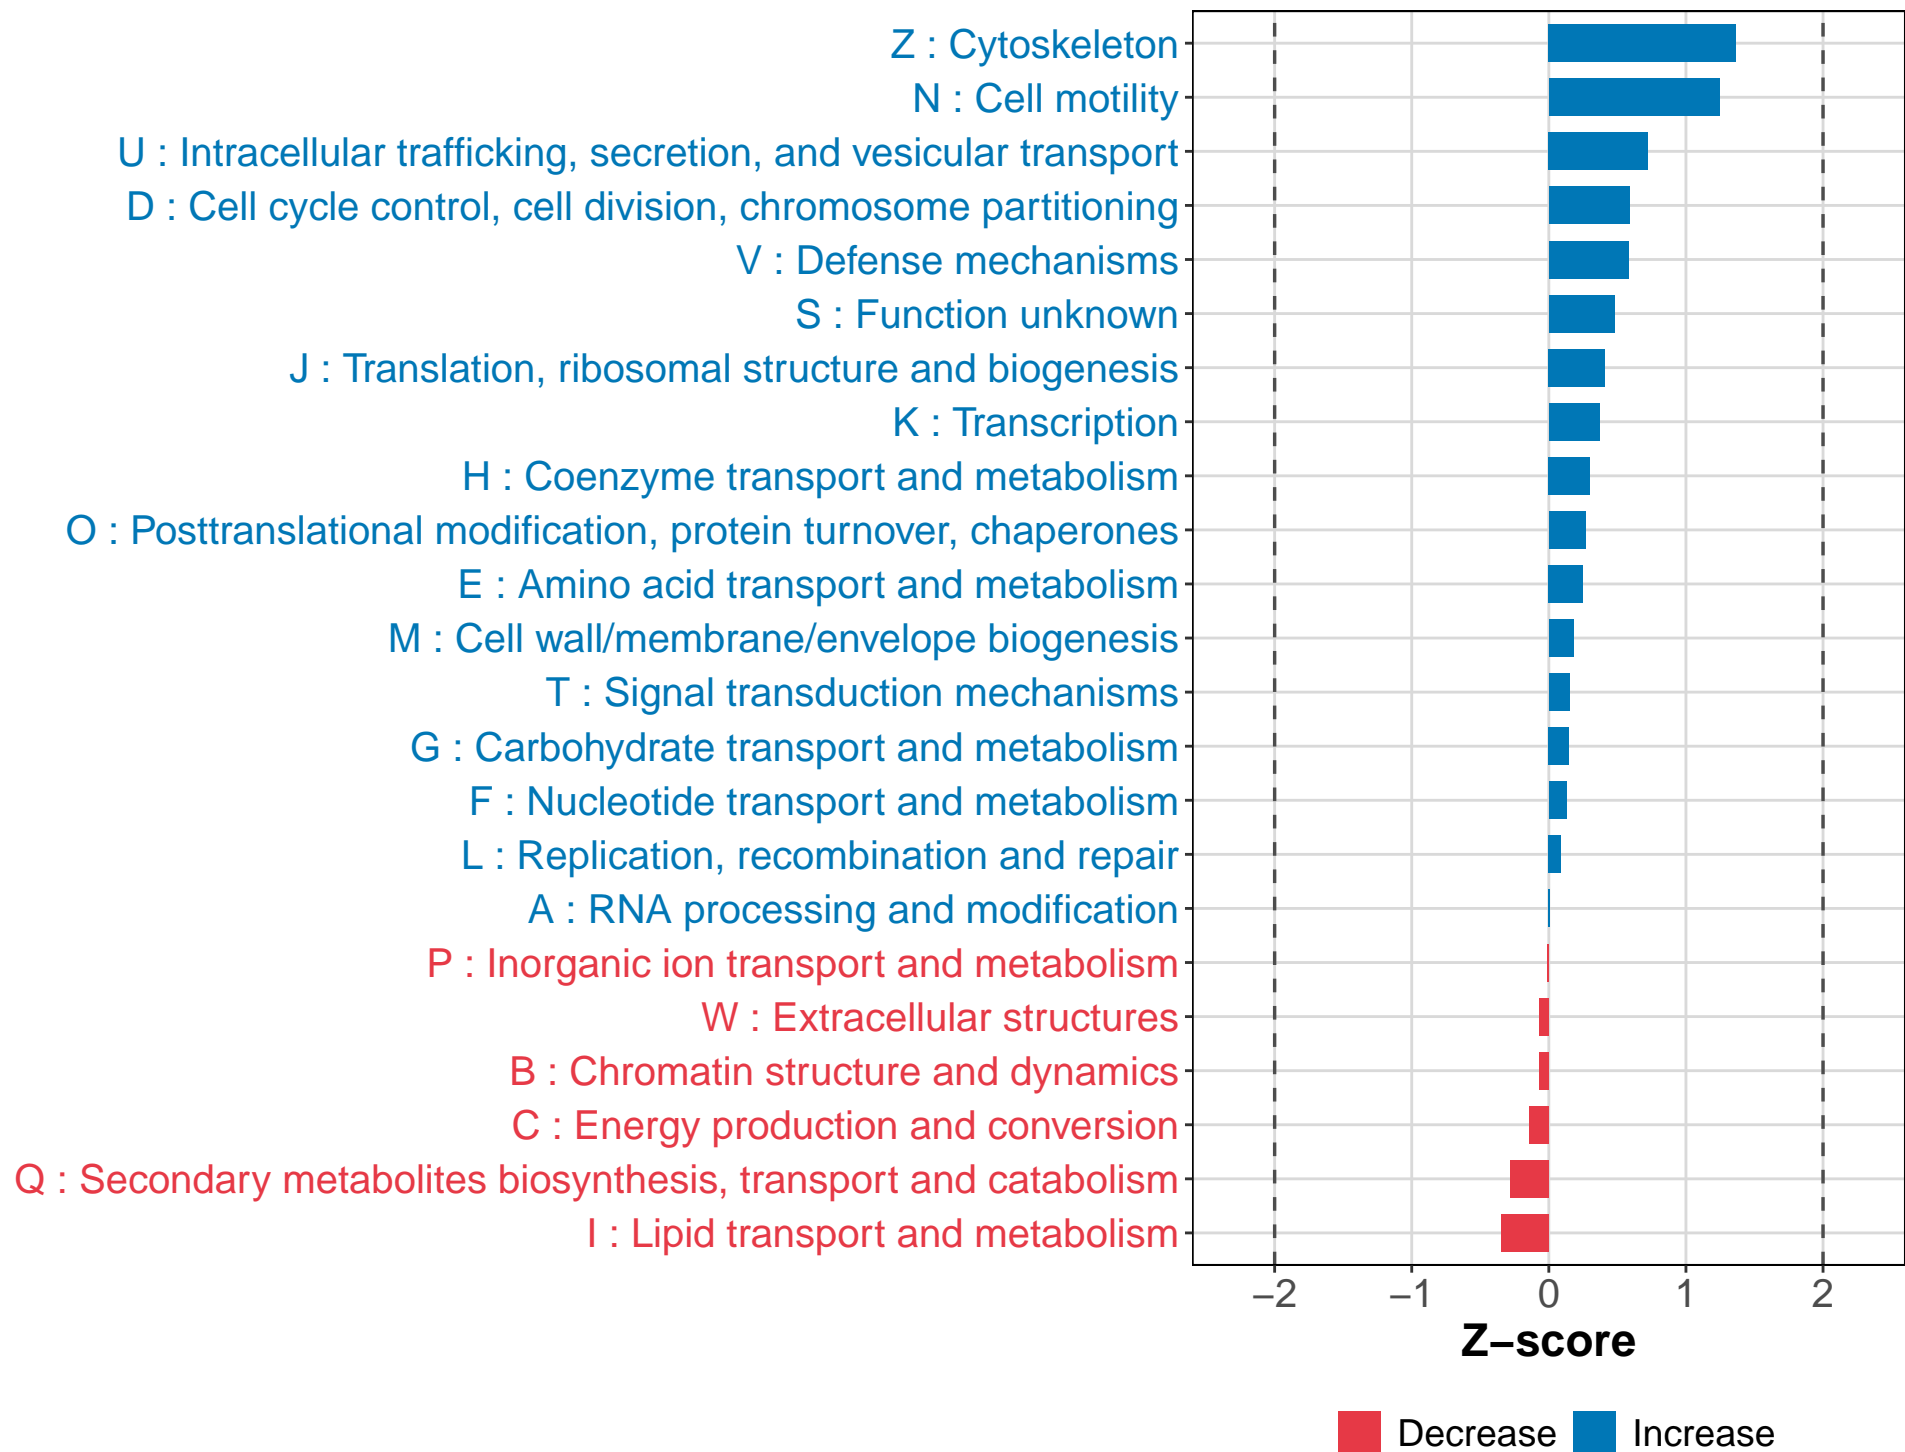 Z : Cytoskeleton
N : Cell motility
U : Intracellular trafficking, secretion, and vesicular transport
D : Cell cycle control, cell division, chromosome partitioning
V : Defense mechanisms
S : Function unknown
J : Translation, ribosomal structure and biogenesis
K : Transcription
H : Coenzyme transport and metabolism
O : Posttranslational modification, protein turnover, chaperones
E : Amino acid transport and metabolism
M : Cell wall/membrane/envelope biogenesis
T : Signal transduction mechanisms
G : Carbohydrate transport and metabolism
F : Nucleotide transport and metabolism
L : Replication, recombination and repair
A : RNA processing and modification
P : Inorganic ion transport and metabolism
W : Extracellular structures
B : Chromatin structure and dynamics
C : Energy production and conversion
Q : Secondary metabolites biosynthesis, transport and catabolism
I : Lipid transport and metabolism
−2 −1 0 1 2
Z−score
Decrease Increase